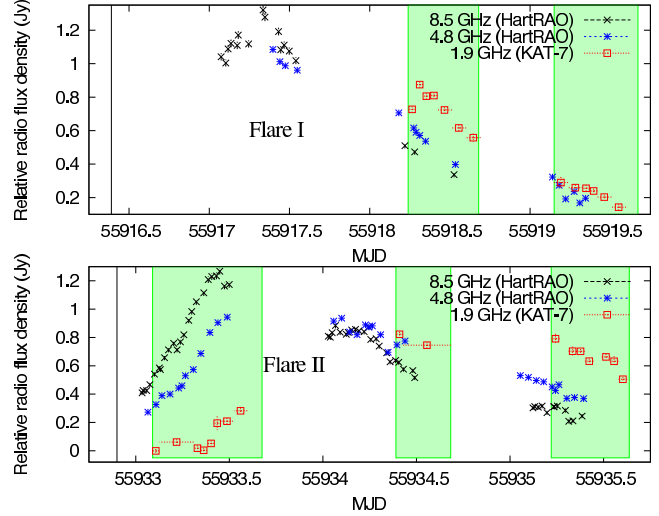 Relative radio flux density (Jy)
1.2
1
0.8
0.6
0.4
0.2
8.5 GHz (HartRAO)
4.8 GHz (HartRAO)
1.9 GHz (KAT-7)
Flare I
55916.5 55917 55917.5 55918 55918.5 55919 55919.5
MJD
Relative radio flux density (Jy)
1.2
1
0.8
0.6
0.4
0.2
0
8.5 GHz (HartRAO)
4.8 GHz (HartRAO)
1.9 GHz (KAT-7)
Flare II
55933 55933.5 55934 55934.5 55935 55935.5
MJD